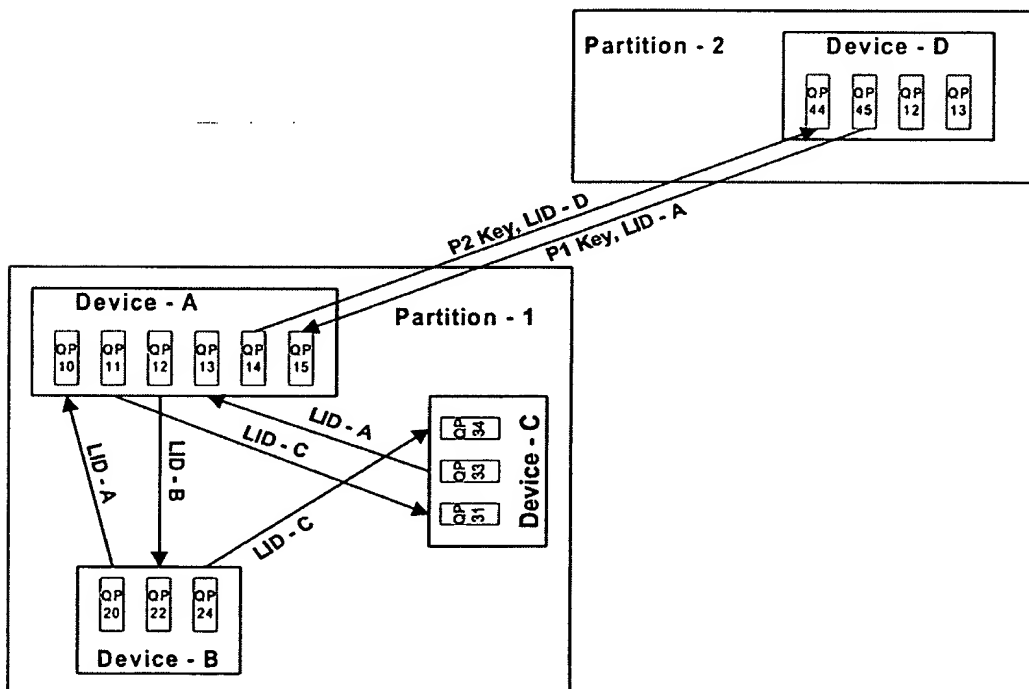 Partition - 2
Device - D
QP 44
QP 45
QP 12
QP 13
P2 Key, LID - D
P1 Key, LID - A
Device - A
Partition - 1
QP 10
QP 11
QP 12
QP 13
QP 14
QP 15
LID - A
LID - B
LID - C
LID - A
LID - C
QP 34
QP 33
QP 31
Device - C
QP 20
QP 22
QP 24
Device - B